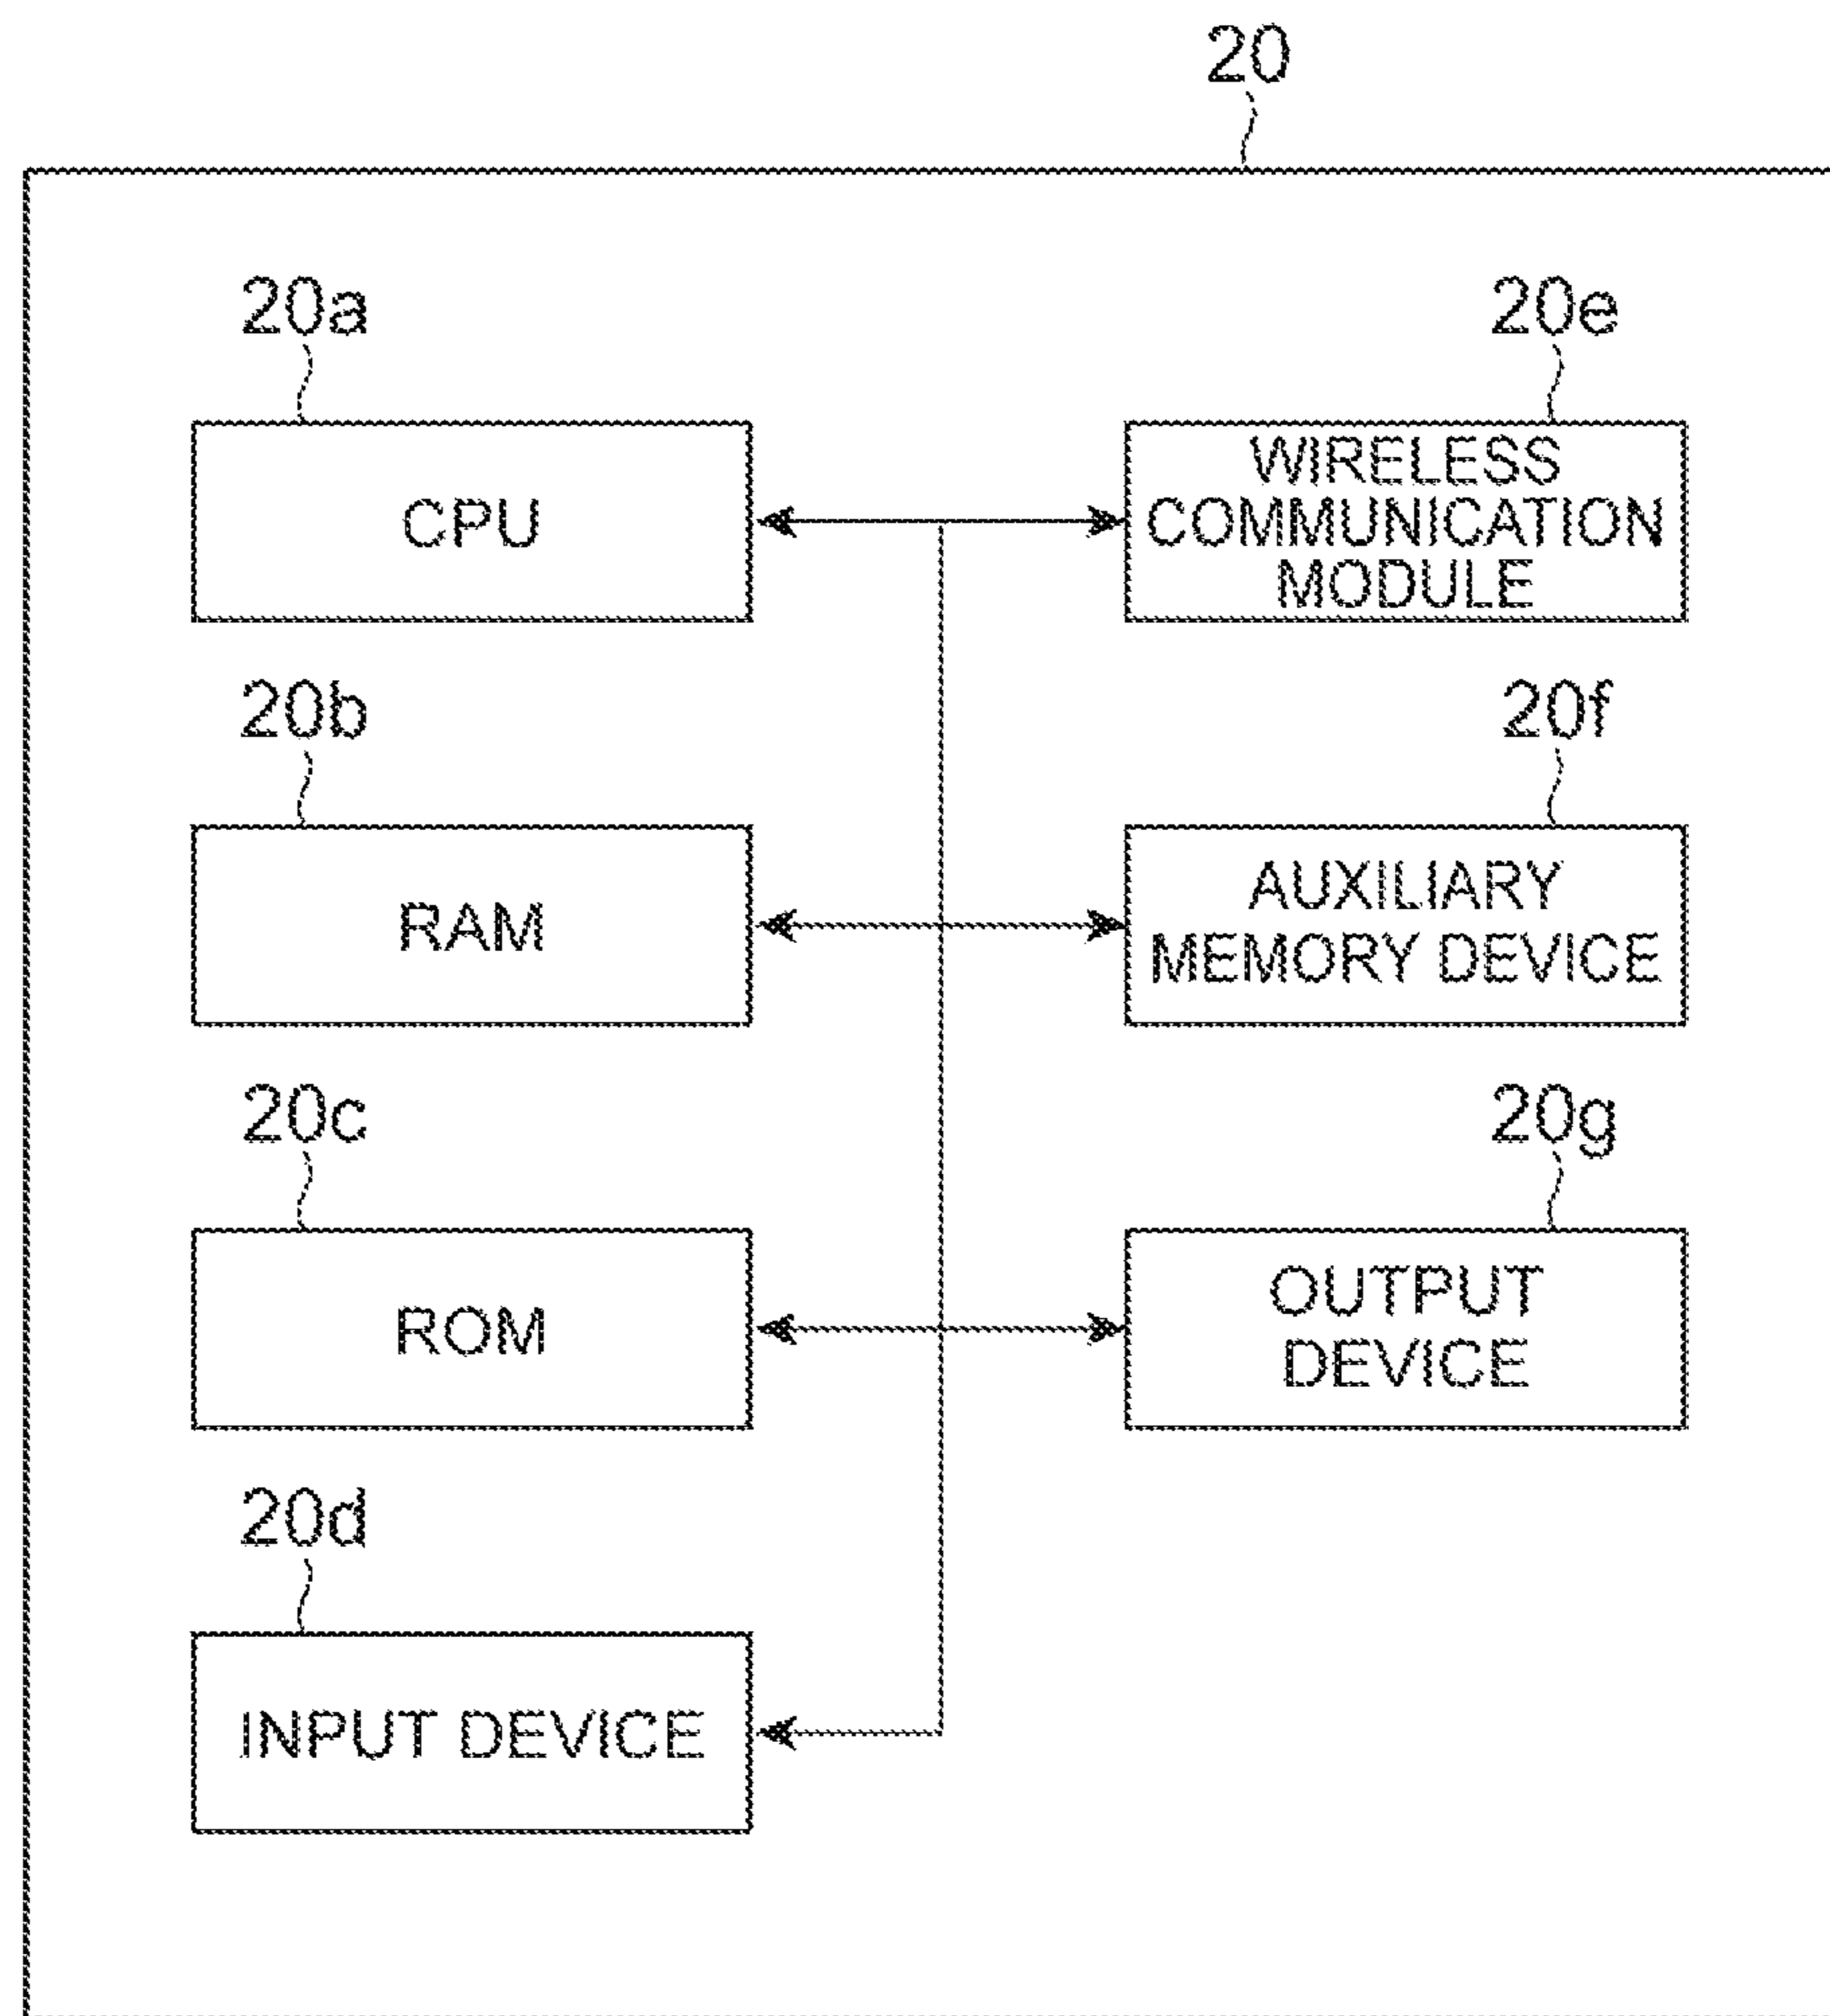 20
20a
CPU
20e
WIRELESS
COMMUNICATION
MODULE
20b
RAM
20f
AUXILIARY
MEMORY DEVICE
20c
ROM
20g
OUTPUT
DEVICE
20d
INPUT DEVICE